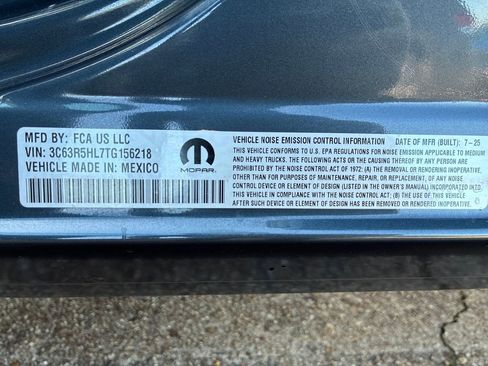 MFD BY: FCA US LLC
VIN: 3C63R5HL7TG156218
VEHICLE MADE IN: MEXICO
MOPAR
VEHICLE NOISE EMISSION CONTROL INFORMATION DATE OF MFR (BUILT): 7-25
THIS VEHICLE CONFORMS TO U.S. EPA REGULATIONS FOR NOISE EMISSION APPLICABLE TO MEDIUM
AND HEAVY TRUCKS. THE FOLLOWING ACTS OR THE CAUSING THEREOF BY ANY PERSON ARE
PROHIBITED BY THE NOISE CONTROL ACT OF 1972: (A) THE REMOVAL OR RENDERING INOPERATIVE,
OTHER THAN FOR PURPOSES OF MAINTENANCE, REPAIR, OR REPLACEMENT, OF ANY NOISE
CONTROL DEVICE OR ELEMENT OF DESIGN (LISTED IN THE OWNER'S MANUAL) INCORPORATED
IN COMPLIANCE WITH THE NOISE CONTROL ACT; (B) THE USE OF THIS VEHICLE
AFTER SUCH DEVICE OR ELEMENT OF DESIGN HAS BEEN REMOVED OR RENDERED INOPERATIVE.